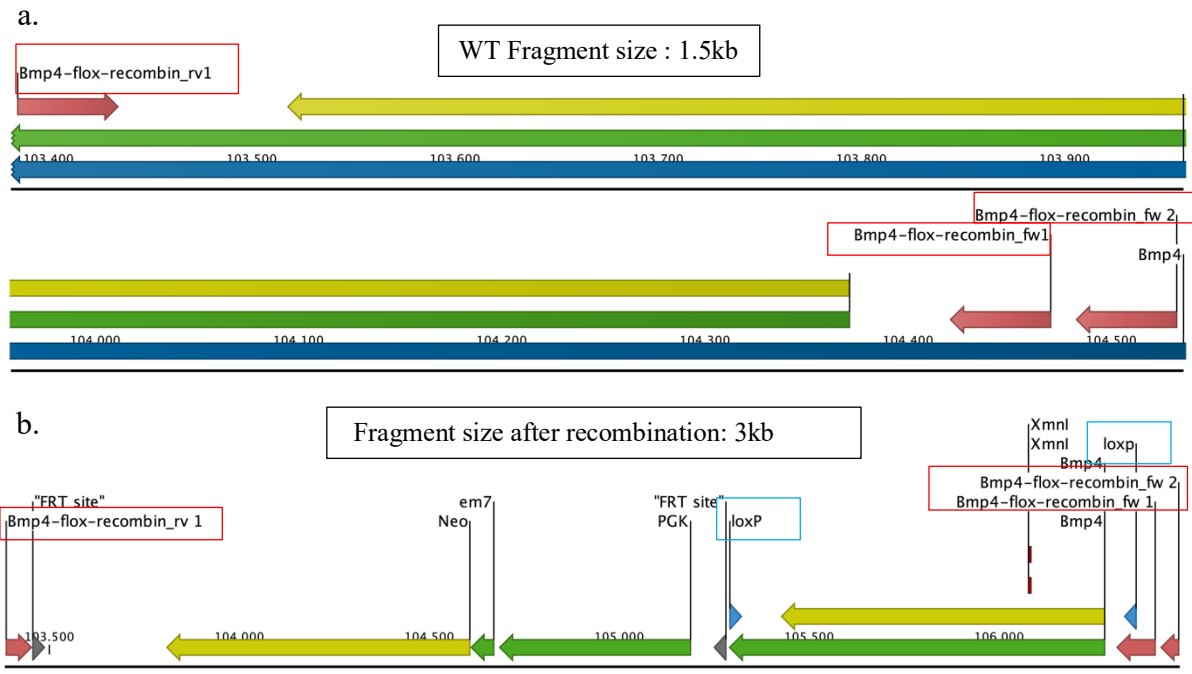 a.
WT Fragment size : 1.5kb
Bmp4-flox-recombin_rv1
103.400 103.500 103.600 103.700 103.800 103.900
Bmp4-flox-recombin_fw 2
Bmp4-flox-recombin_fw1
Bmp4
104.000 104.100 104.200 104.300 104.400 104.500
b.
Fragment size after recombination: 3kb
XmnI
XmnI loxp
Bmp4
Bmp4-flox-recombin_fw 2
"FRT site" em7 "FRT site" Bmp4-flox-recombin_fw 1
Bmp4-flox-recombin_rv 1 Neo PGK loxP Bmp4
103.500 104.000 104.500 105.000 105.500 106.000